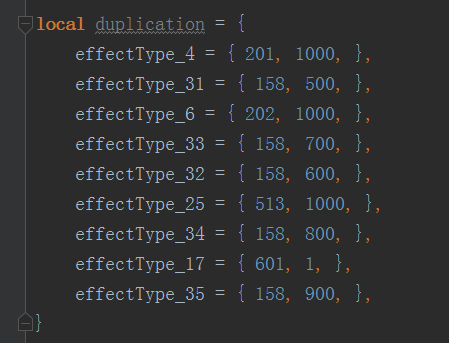 local duplication = {
effectType_4 = { 201, 1000, },
effectType_31 = { 158, 500, },
effectType_6 = { 202, 1000, },
effectType_33 = { 158, 700, },
effectType_32 = { 158, 600, },
effectType_25 = { 513, 1000, },
effectType_34 = { 158, 800, },
effectType_17 = { 601, 1, },
effectType_35 = { 158, 900, },
}